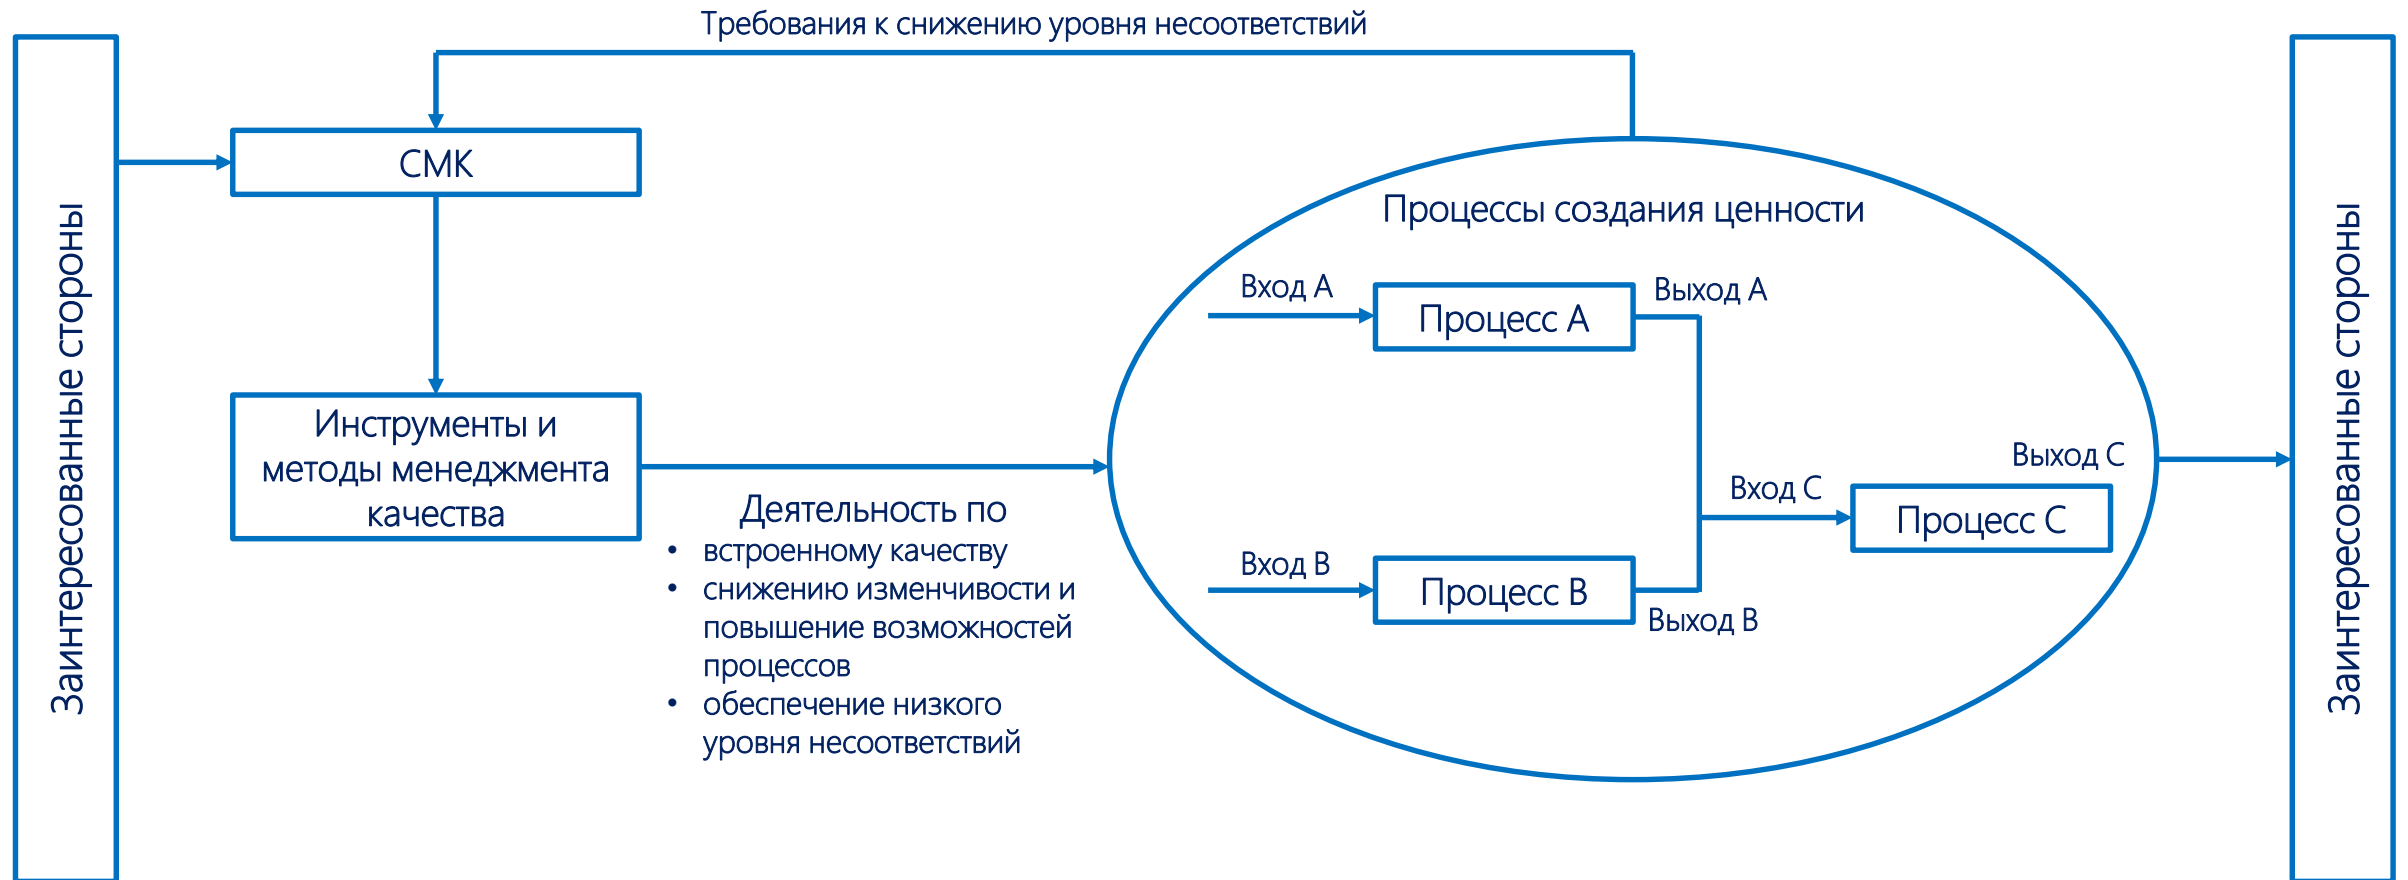 Требования к снижению уровня несоответствий
Заинтересованные стороны
СМК
Инструменты и
методы менеджмента
качества
Деятельность по
• встроенному качеству
• снижению изменчивости и
повышение возможностей
процессов
• обеспечение низкого
уровня несоответствий
Процессы создания ценности
Вход А
Процесс А
Выход А
Вход В
Процесс В
Выход В
Вход С
Процесс С
Выход С
Заинтересованные стороны